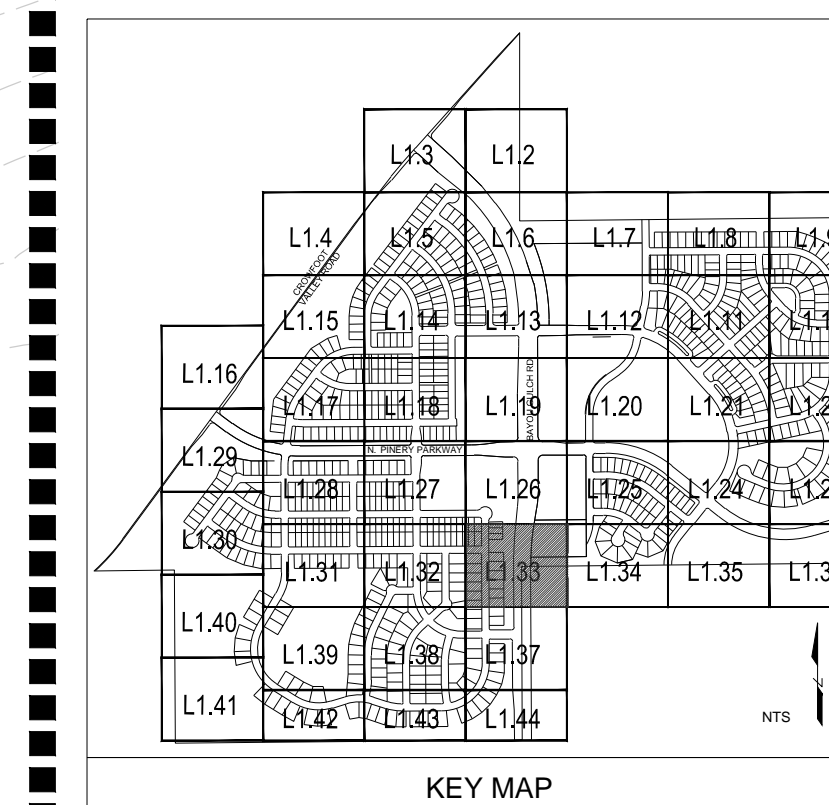 L1.3 L1.2
L1.4 L1.5 L1.6 L1.7 L1.8
CROWFOOT
VALLEY ROAD
L1.15 L1.14 L1.13 L1.12 L1.11
L1.16
BAYOU GULCH RD
L1.17 L1.18 L1.19 L1.20 L1.21
N. PINERY PARKWAY
L1.29
L1.28 L1.27 L1.26 L1.25 L1.24
L1.30
L1.31 L1.32 L1.33 L1.34 L1.35
L1.40
L1.39 L1.38 L1.37
L1.41
L1.42 L1.43 L1.44
NTS
KEY MAP